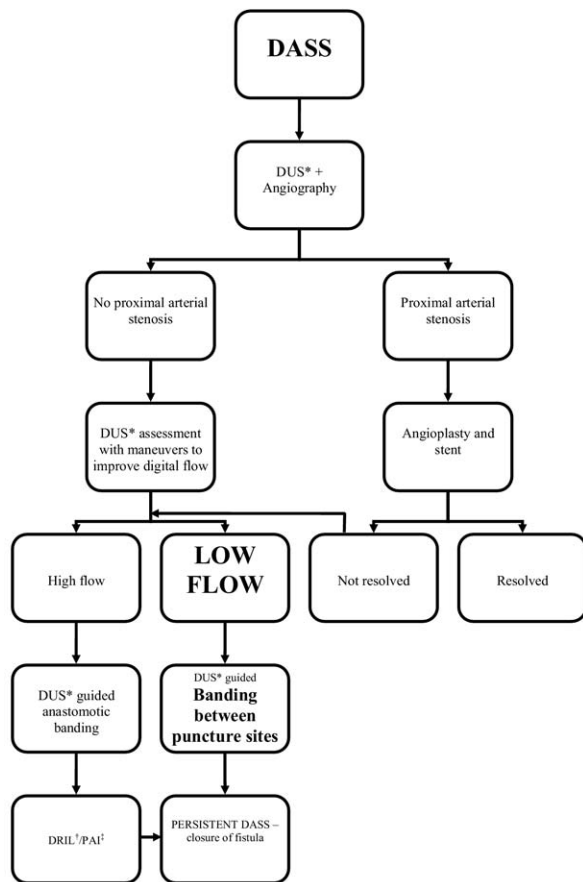 DASS
DUS* +
Angiography
No proximal arterial
stenosis
Proximal arterial
stenosis
DUS* assessment
with maneuvers to
improve digital flow
Angioplasty and
stent
High flow
LOW
FLOW
Not resolved
Resolved
DUS* guided
anastomotic
banding
DUS* guided
Banding
between
puncture sites
DRIL†/PAI‡
PERSISTENT DASS –
closure of fistula